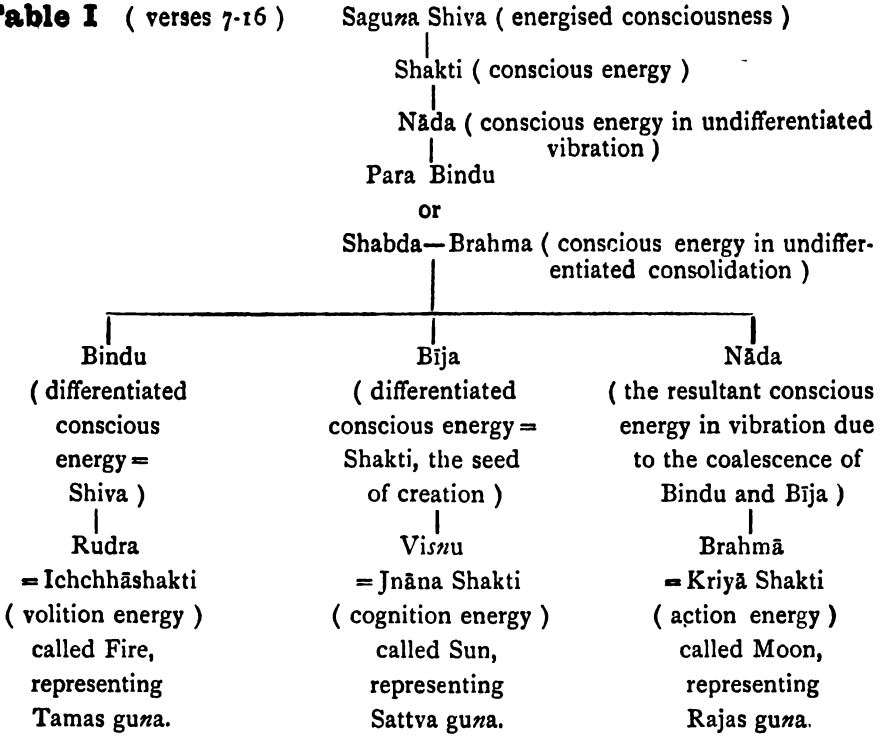 Table I ( verses 7-16 ) Saguna Shiva ( energised consciousness )
Shakti ( conscious energy )
Nāda ( conscious energy in undifferentiated
vibration )
Para Bindu
or
Shabda—Brahma ( conscious energy in undiffer-
entiated consolidation )
Bindu
( differentiated
conscious
energy =
Shiva )
Rudra
= Ichchhāshakti
( volition energy )
called Fire,
representing
Tamas guna.
Bīja
( differentiated
conscious energy =
Shakti, the seed
of creation )
Visnu
= Jnāna Shakti
( cognition energy )
called Sun,
representing
Sattva guna.
Nāda
( the resultant conscious
energy in vibration due
to the coalescence of
Bindu and Bīja )
Brahmā
= Kriyā Shakti
( action energy )
called Moon,
representing
Rajas guna.